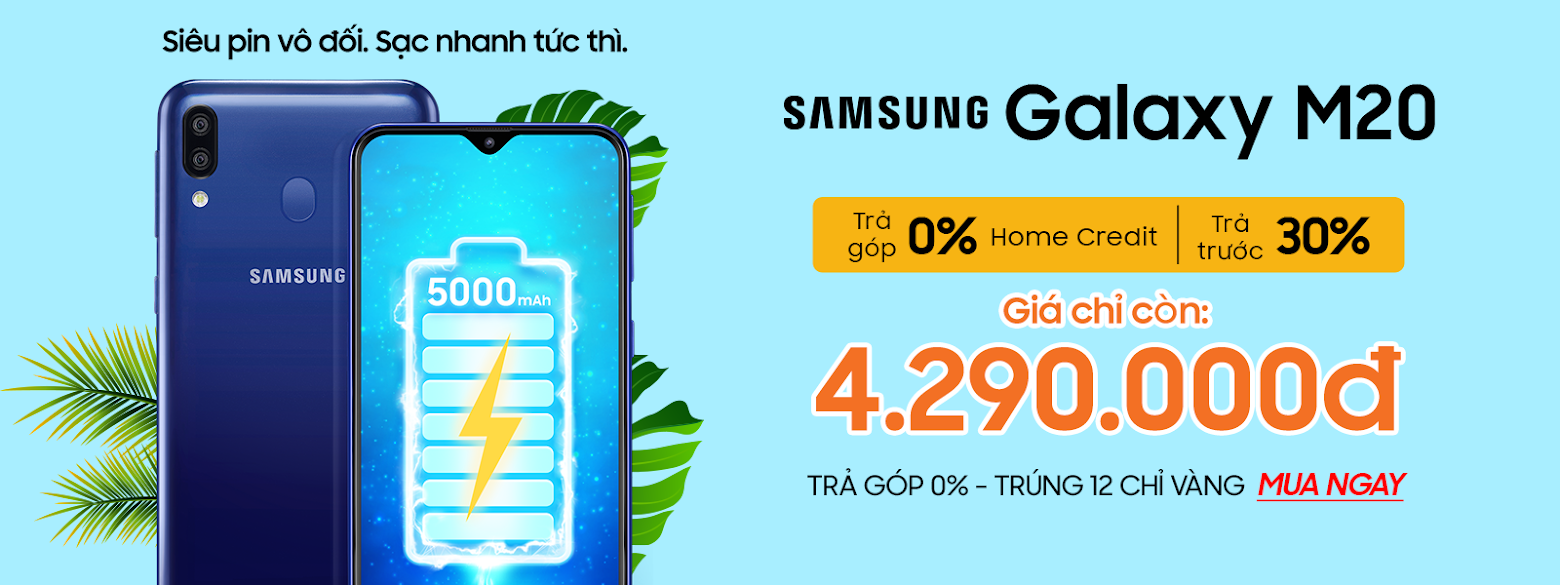 Siêu pin vô đối. Sạc nhanh tức thì.
SAMSUNG
5000mAh
SAMSUNG Galaxy M20
Trả góp 0% Home Credit | Trả trước 30%
Giá chỉ còn:
4.290.000đ
TRẢ GÓP 0% - TRÚNG 12 CHỈ VÀNG MUA NGAY